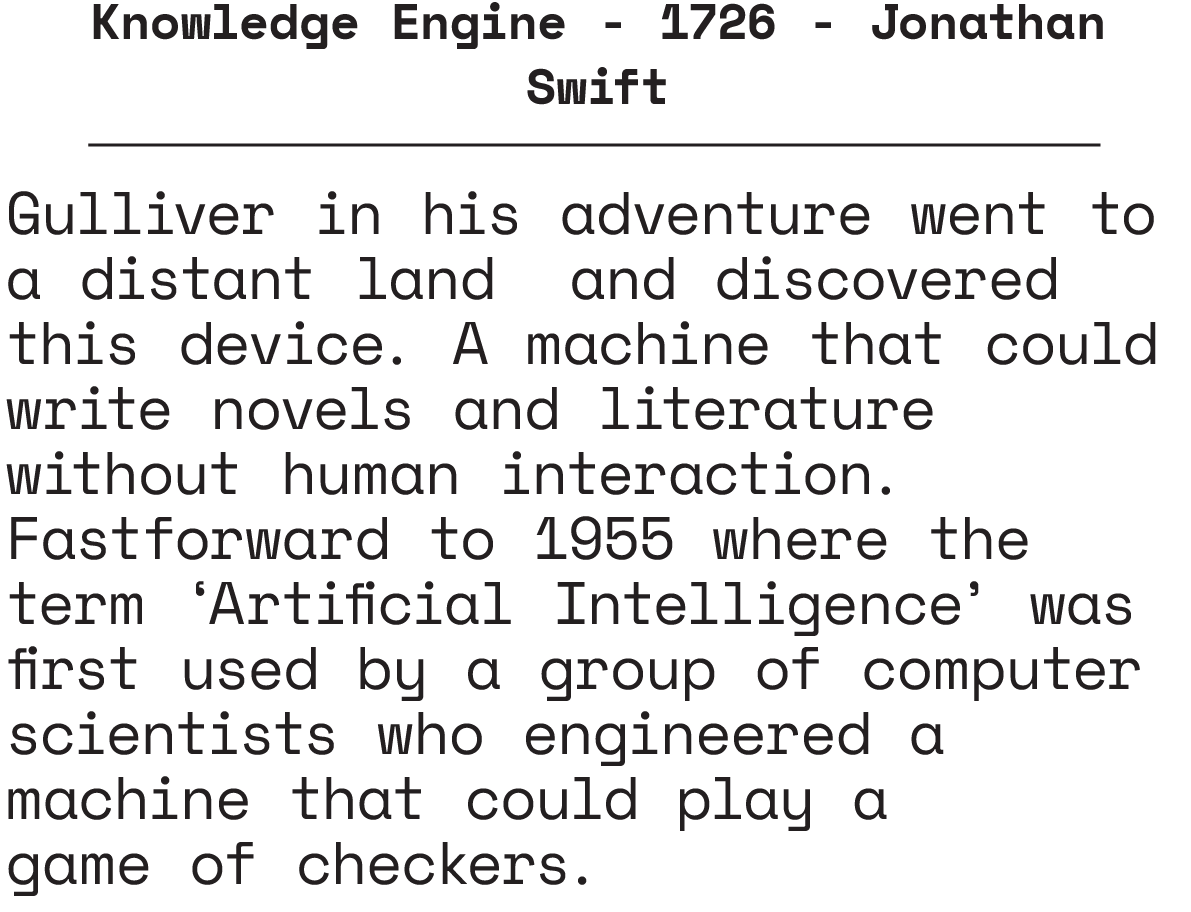 Knowledge Engine - 1726 - Jonathan
Swift
Gulliver in his adventure went to
a distant land  and discovered
this device. A machine that could
write novels and literature
without human interaction.
Fastforward to 1955 where the
term ‘Artificial Intelligence’ was
first used by a group of computer
scientists who engineered a
machine that could play a
game of checkers.